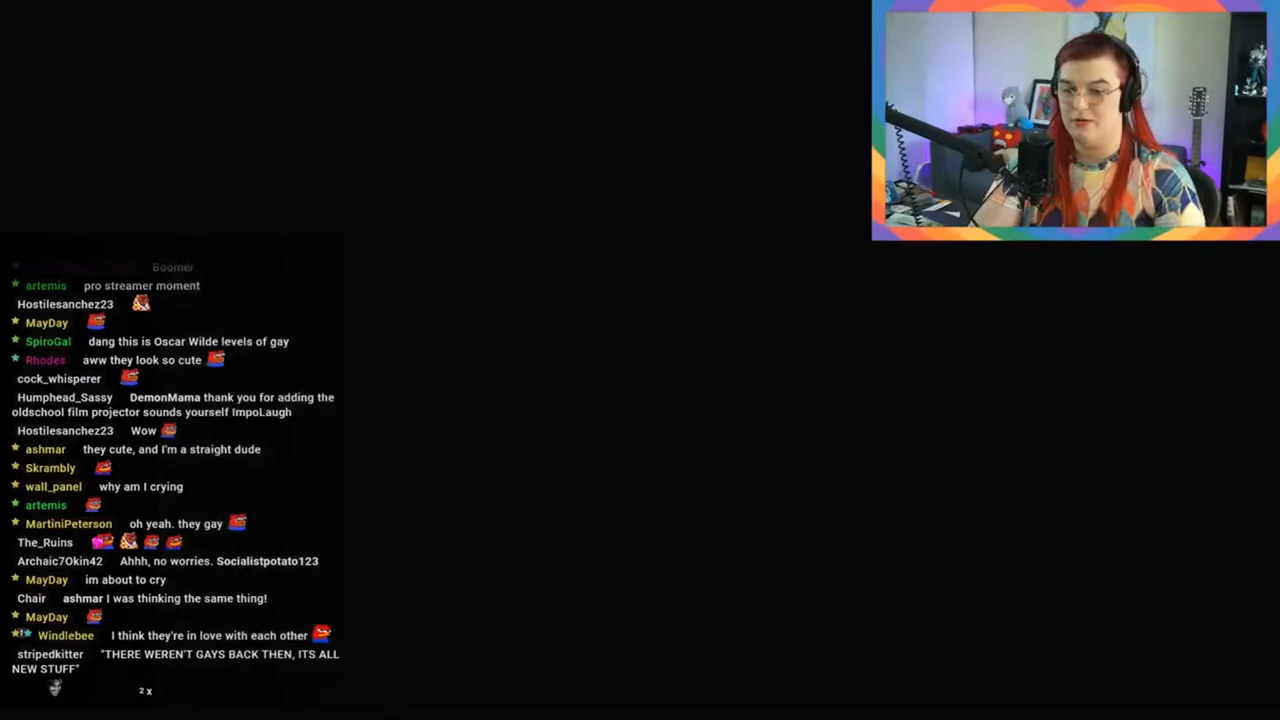 Boomer
artemis pro streamer moment
Hostilesanchez23
MayDay
SpiroGal dang this is Oscar Wilde levels of gay
Rhodes aww they look so cute
cock_whisperer
Humphead_Sassy DemonMama thank you for adding the
oldschool film projector sounds yourself ImpoLaugh
Hostilesanchez23 Wow
ashmar they cute, and I'm a straight dude
Skrambly
wall_panel why am I crying
artemis
MartiniPeterson oh yeah. they gay
The_Ruins
Archaic7Okin42 Ahhh, no worries. Socialistpotato123
MayDay im about to cry
Chair ashmar I was thinking the same thing!
MayDay
Windlebee I think they're in love with each other
stripedkitter "THERE WEREN'T GAYS BACK THEN, ITS ALL
NEW STUFF"
2 x